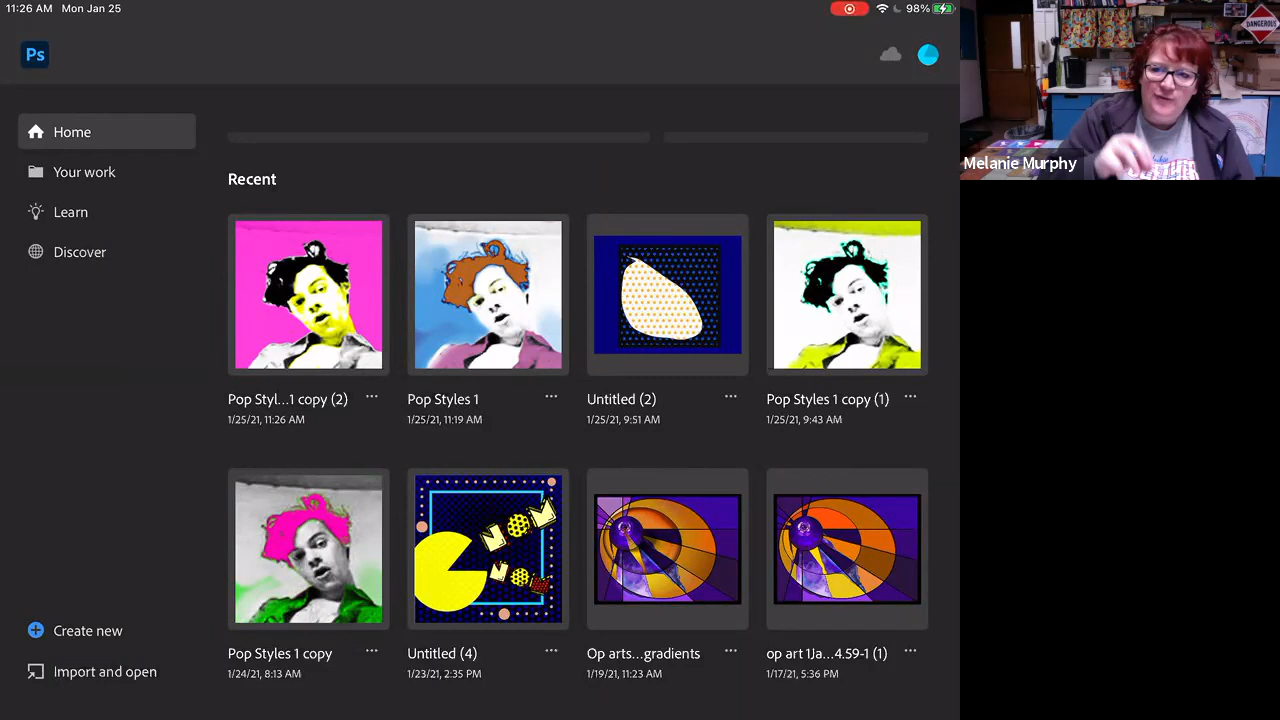 11:26 AM Mon Jan 25
98%
Ps
Home
Your work
Learn
Discover
Create new
Import and open
Recent
Pop Styl...1 copy (2)
1/25/21, 11:26 AM
Pop Styles 1
1/25/21, 11:19 AM
Untitled (2)
1/25/21, 9:51 AM
Pop Styles 1 copy (1)
1/25/21, 9:43 AM
Pop Styles 1 copy
1/24/21, 8:13 AM
Untitled (4)
1/23/21, 2:35 PM
Op arts...gradients
1/19/21, 11:23 AM
op art 1Ja...4.59-1 (1)
1/17/21, 5:36 PM
DANGEROUS
Melanie Murphy